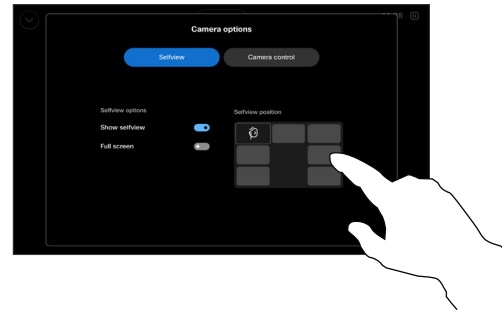 Camera options
Selfview
Camera control
Selfview options
Selfview position
Show selfview
Full screen